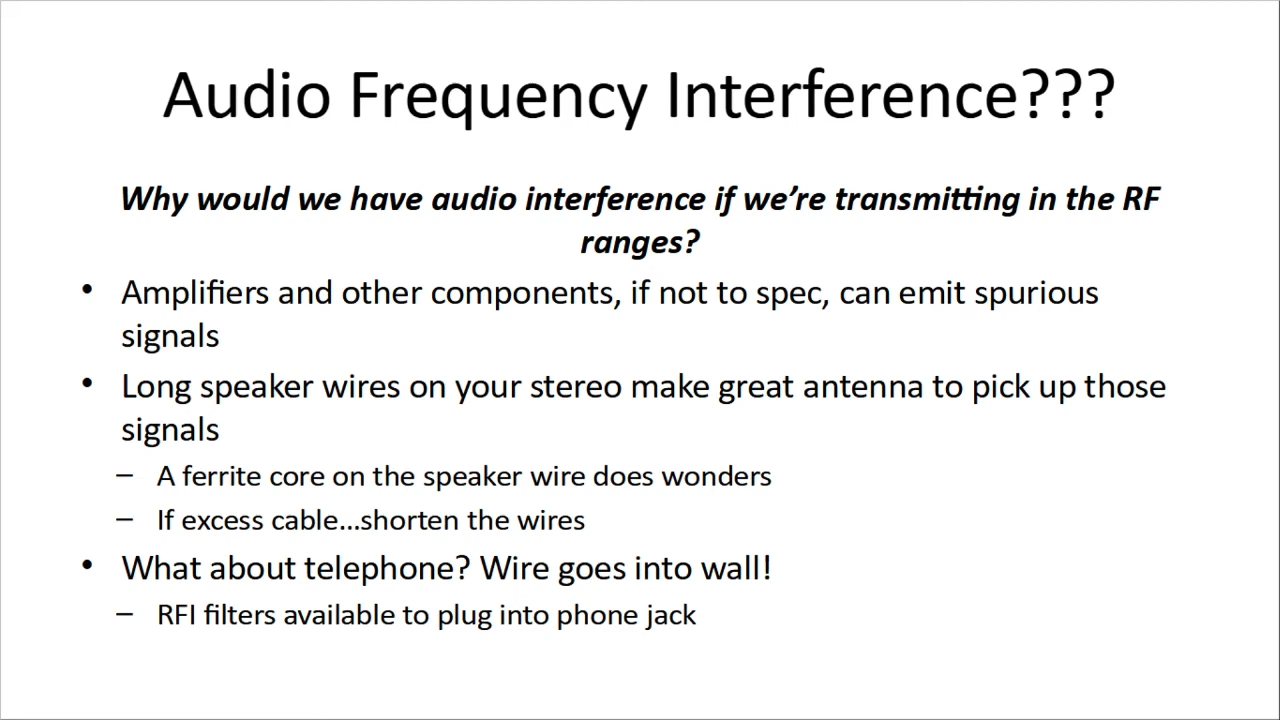 Audio Frequency Interference???
Why would we have audio interference if we’re transmitting in the RF
ranges?
• Amplifiers and other components, if not to spec, can emit spurious
signals
• Long speaker wires on your stereo make great antenna to pick up those
signals
– A ferrite core on the speaker wire does wonders
– If excess cable…shorten the wires
• What about telephone? Wire goes into wall!
– RFI filters available to plug into phone jack